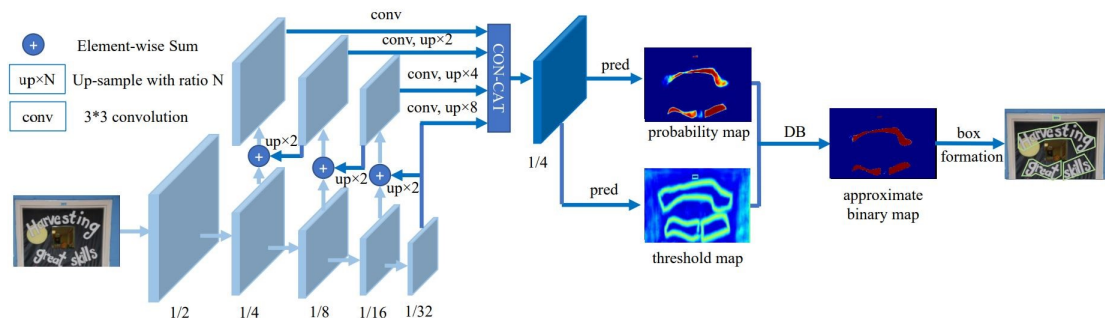 Element-wise Sum
up×N Up-sample with ratio N
conv 3*3 convolution
conv
conv, up×2
conv, up×4
conv, up×8
CON-CAT
up×2
up×2
up×2
Harvesting
great skills
1/2
1/4
1/8
1/16
1/32
1/4
pred
probability map
pred
threshold map
DB
approximate
binary map
box
formation
Harvesting
great skills